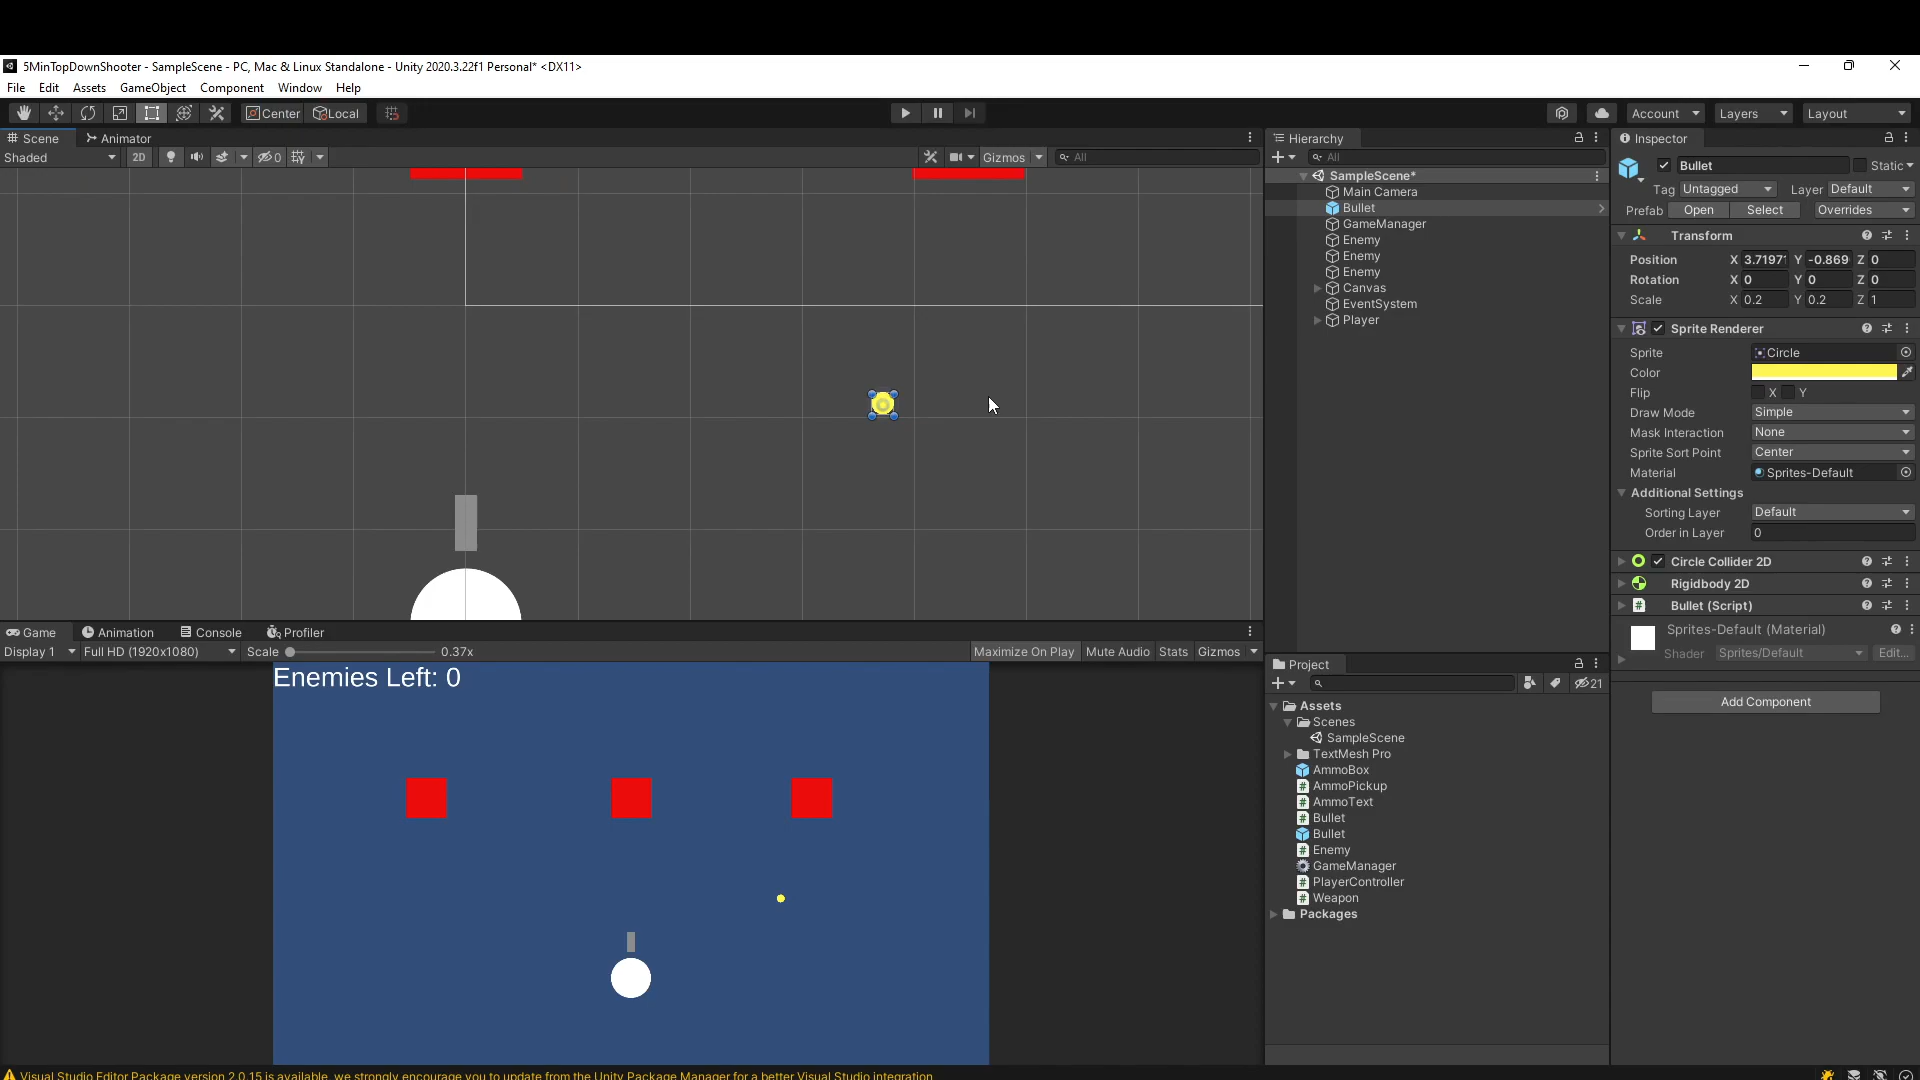 5MinTopDownShooter - SampleScene - PC, Mac & Linux Standalone - Unity 2020.3.22f1 Personal* <DX11>
File Edit Assets GameObject Component Window Help
Center Local Account Layers Layout
Scene Animator
Shaded 2D 0 Gizmos All
Hierarchy
All
SampleScene*
Main Camera
Bullet
GameManager
Enemy
Enemy
Enemy
Canvas
EventSystem
Player
Inspector
Bullet Static
Tag Untagged Layer Default
Prefab Open Select Overrides
Transform
Position X 3.7197 Y -0.869 Z 0
Rotation X 0 Y 0 Z 0
Scale X 0.2 Y 0.2 Z 1
Sprite Renderer
Sprite Circle
Color
Flip X Y
Draw Mode Simple
Mask Interaction None
Sprite Sort Point Center
Material Sprites-Default
Additional Settings
Sorting Layer Default
Order in Layer 0
Circle Collider 2D
Rigidbody 2D
# Bullet (Script)
Sprites-Default (Material)
Shader Sprites/Default Edit...
Add Component
Game Animation Console Profiler
Display 1 Full HD (1920x1080) Scale 0.37x Maximize On Play Mute Audio Stats Gizmos
Enemies Left: 0
Project
21
Assets
Scenes
SampleScene
TextMesh Pro
AmmoBox
# AmmoPickup
# AmmoText
# Bullet
Bullet
# Enemy
GameManager
# PlayerController
# Weapon
Packages
Visual Studio Editor Package version 2.0.15 is available, we strongly encourage you to update from the Unity Package Manager for a better Visual Studio integration